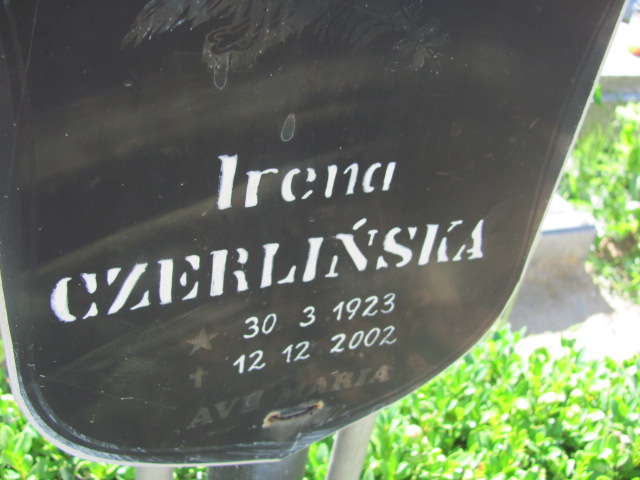 Irena
CZERLIŃSKA
30 3 1923
12 12 2002
AVE MARIA